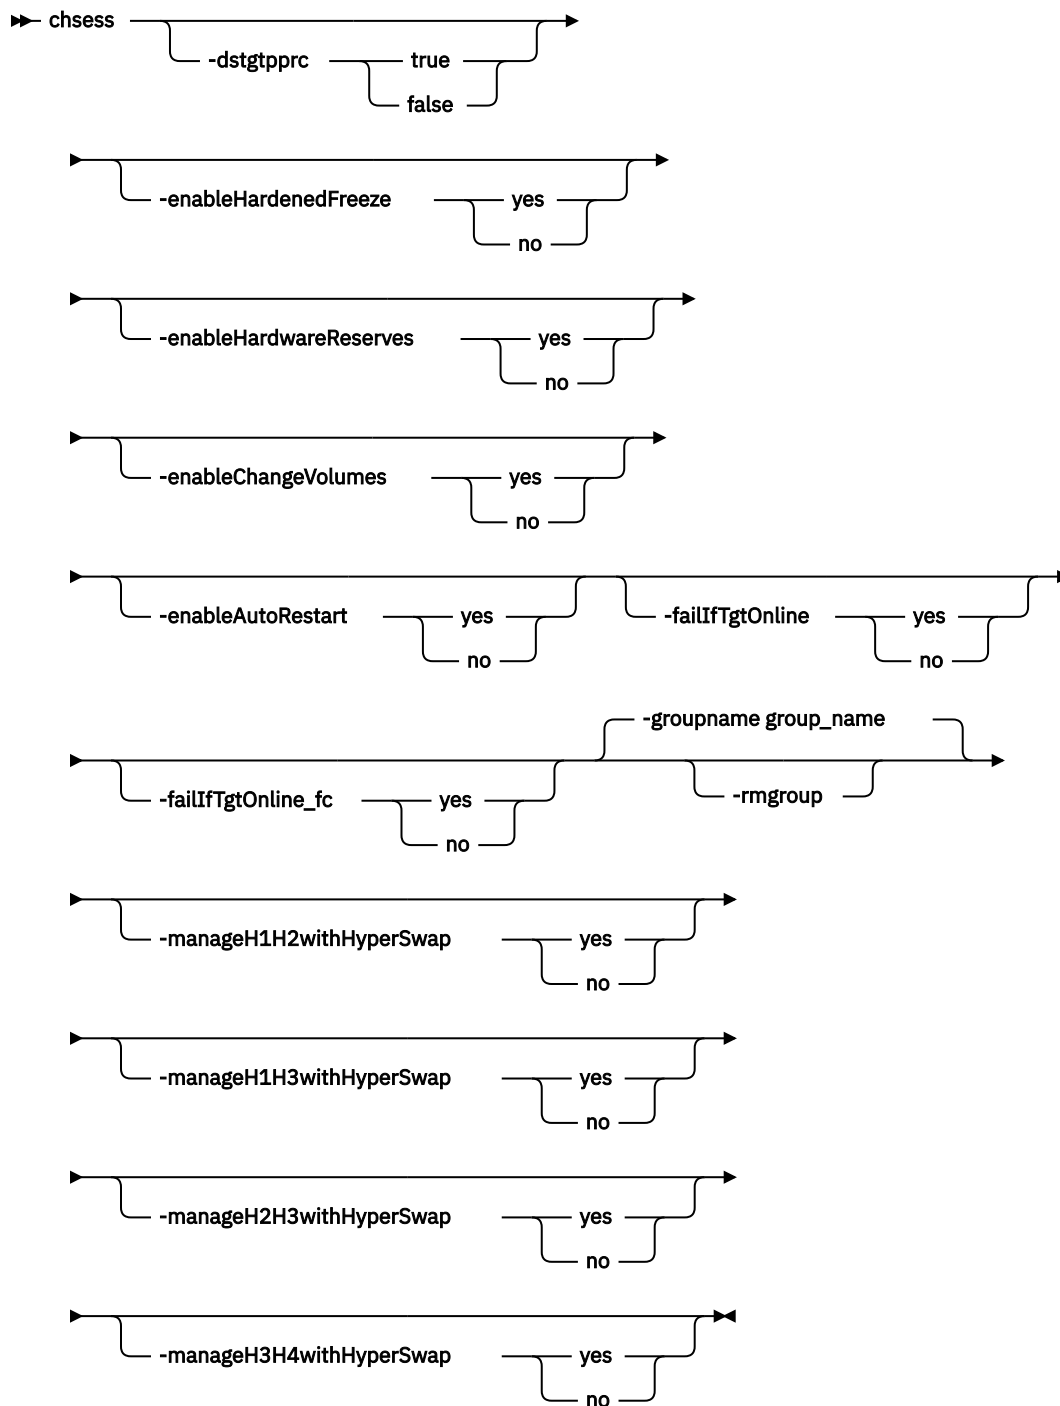 chsess
-dstgtpprc true
false
-enableHardenedFreeze yes
no
-enableHardwareReserves yes
no
-enableChangeVolumes yes
no
-enableAutoRestart yes -failIfTgtOnline yes
no no
-groupname group_name
-failIfTgtOnline_fc yes -rmgroup
no
-manageH1H2withHyperSwap yes
no
-manageH1H3withHyperSwap yes
no
-manageH2H3withHyperSwap yes
no
-manageH3H4withHyperSwap yes
no